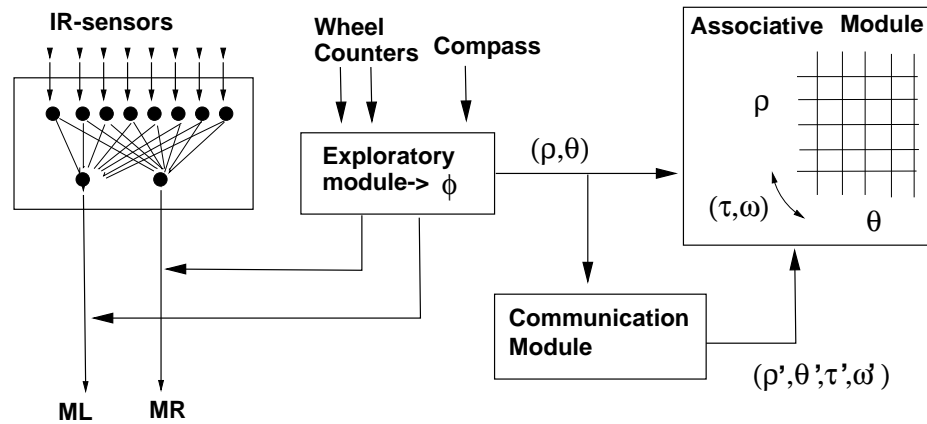 IR-sensors
Wheel
Counters
Compass
Associative Module
ρ
(τ,ω)
θ
Exploratory
module-> ϕ
(ρ,θ)
Communication
Module
(ρ',θ',τ',ω')
ML MR